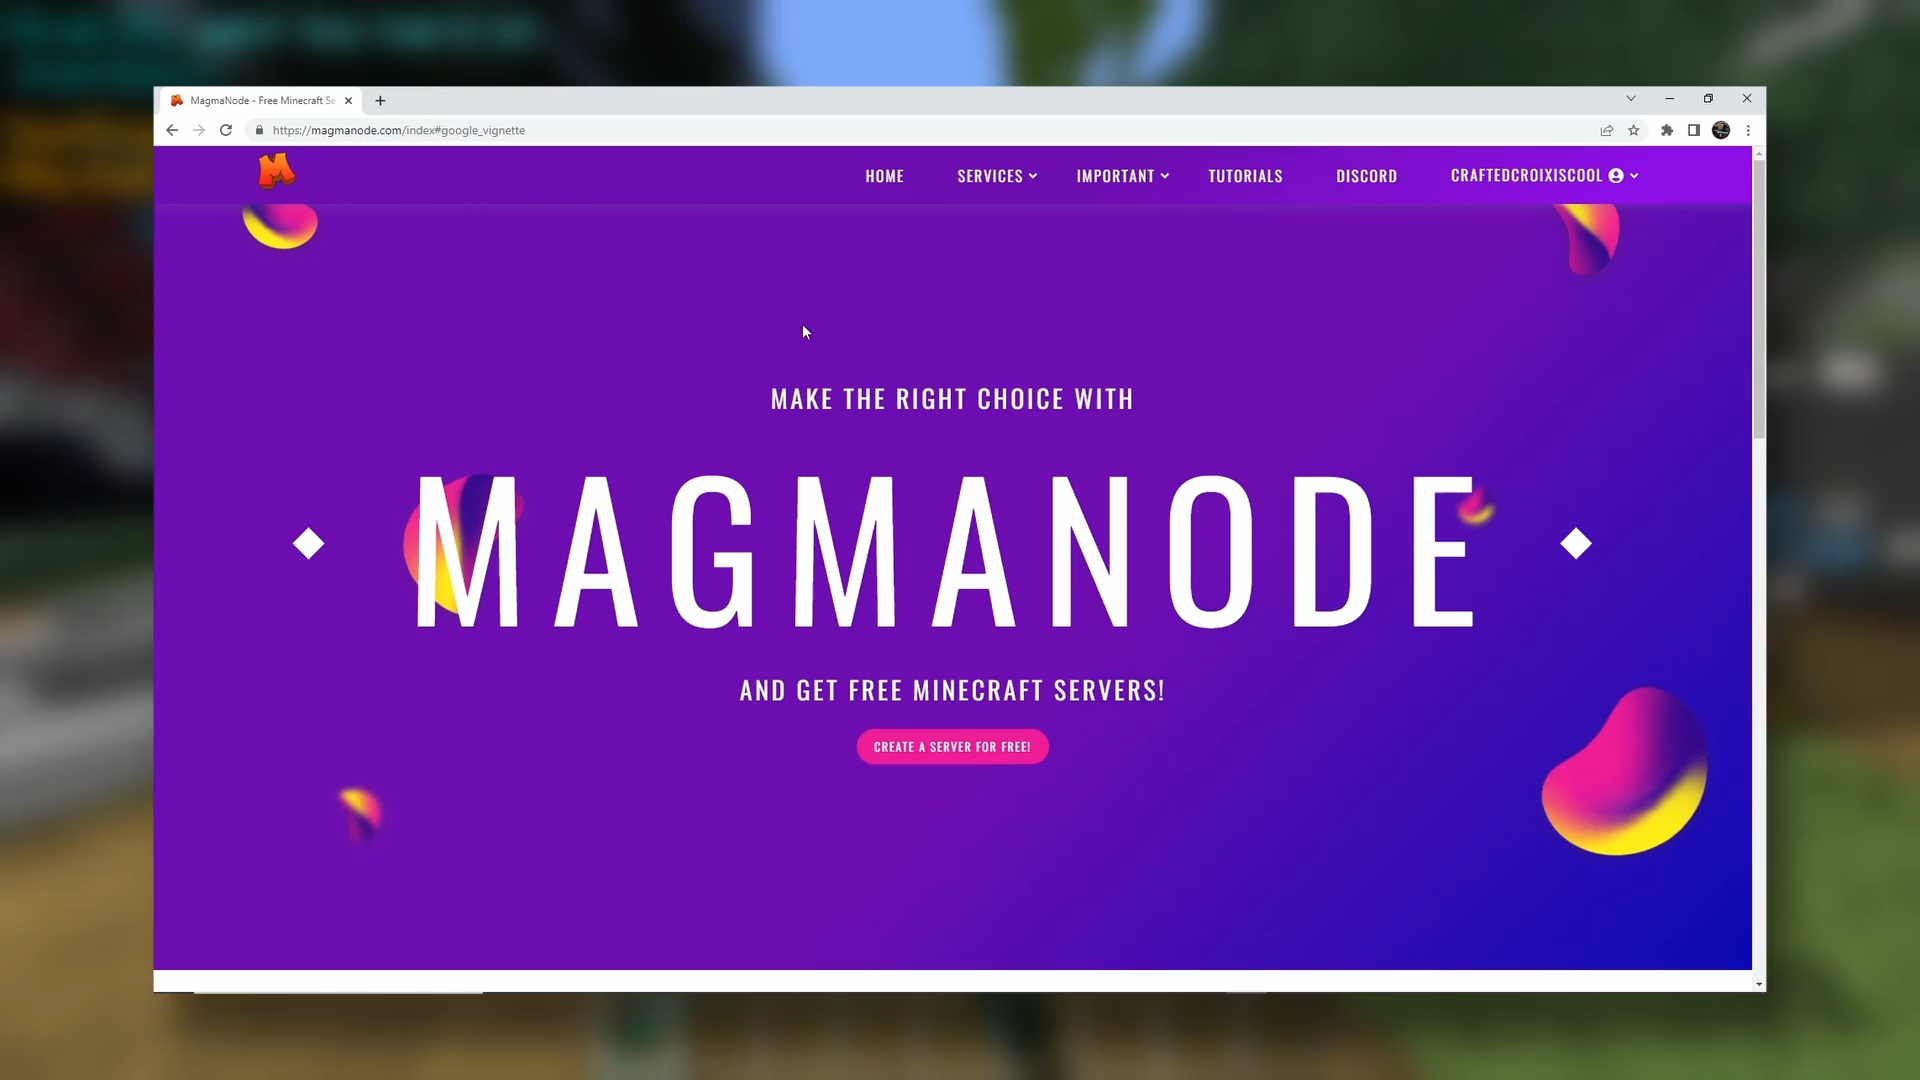 MagmaNode - Free Minecraft Se
https://magmanode.com/index#google_vignette
M
HOME
SERVICES
IMPORTANT
TUTORIALS
DISCORD
CRAFTEDCROIXISCOOL
MAKE THE RIGHT CHOICE WITH
MAGMANODE
AND GET FREE MINECRAFT SERVERS!
CREATE A SERVER FOR FREE!